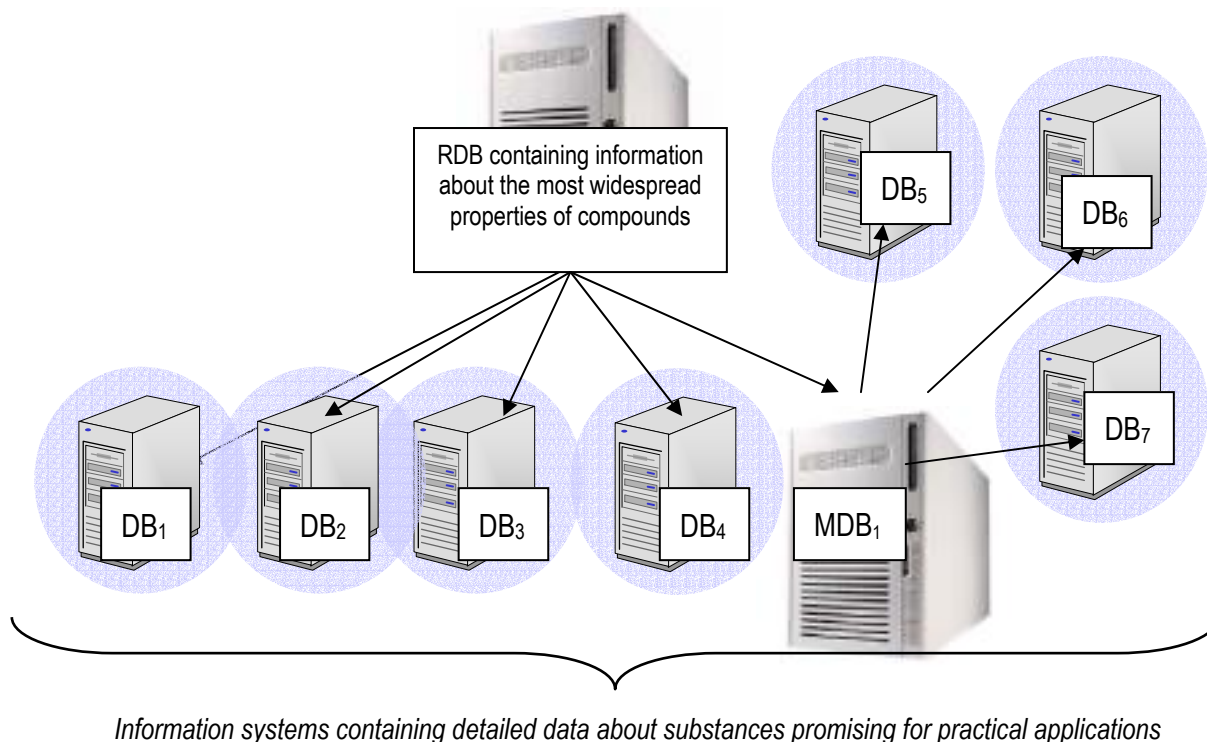 RDB containing information
about the most widespread
properties of compounds
DB₅
DB₆
DB₇
DB₁
DB₂
DB₃
DB₄
MDB₁
Information systems containing detailed data about substances promising for practical applications